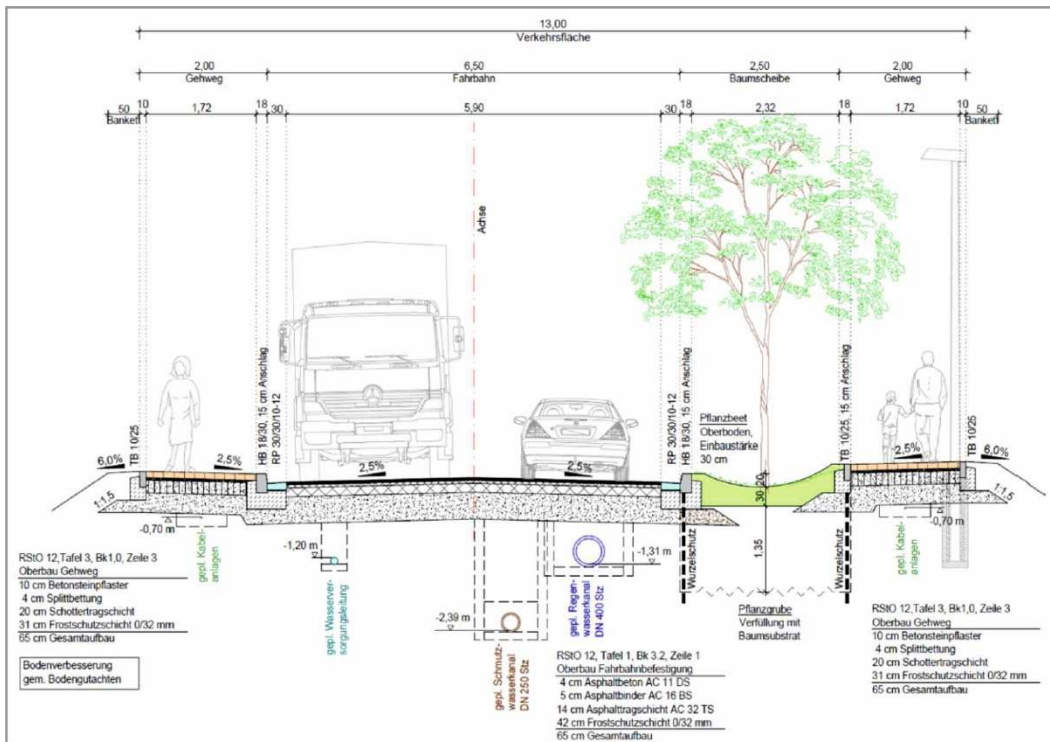 13,00
Verkehrsfläche
2,00
Gehweg
6,50
Fahrbahn
2,50
Baumscheibe
2,00
Gehweg
50
Bankett
10
1,72
18
30
5,90
30
18
2,32
18
1,72
10
50
Bankett
Achse
TB 10/25
HB 18/30, 15 cm Anschlag
RP 30/30/10-12
RP 30/30/10-12
HB 18/30, 15 cm Anschlag
Pflanzbeet
Oberboden,
Einbaustärke
30 cm
TB 10/25, 15 cm Anschlag
TB 10/25
6,0%
2,5%
2,5%
2,5%
2,5%
6,0%
1:1,5
1:1,5
30
20
1,35
-0,70 m
-1,20 m
-2,39 m
-1,31 m
-0,70 m
gepl. Kabel-
anlagen
gepl. Wasserver-
sorgungsleitung
gepl. Schmutz-
wasserkanal
DN 250 Stz
gepl. Regen-
wasserkanal
DN 400 Stz
Wurzelschutz
Wurzelschutz
gepl. Kabel-
anlagen
Pflanzgrube
Verfüllung mit
Baumsubstrat
RStO 12,Tafel 3, Bk1,0, Zeile 3
Oberbau Gehweg
10 cm Betonsteinpflaster
4 cm Splittbettung
20 cm Schottertragschicht
31 cm Frostschutzschicht 0/32 mm
65 cm Gesamtaufbau
Bodenverbesserung
gem. Bodengutachten
RStO 12, Tafel 1, Bk 3.2, Zeile 1
Oberbau Fahrbahnbefestigung
4 cm Asphaltbeton AC 11 DS
5 cm Asphaltbinder AC 16 BS
14 cm Asphalttragschicht AC 32 TS
42 cm Frostschutzschicht 0/32 mm
65 cm Gesamtaufbau
RStO 12,Tafel 3, Bk1,0, Zeile 3
Oberbau Gehweg
10 cm Betonsteinpflaster
4 cm Splittbettung
20 cm Schottertragschicht
31 cm Frostschutzschicht 0/32 mm
65 cm Gesamtaufbau